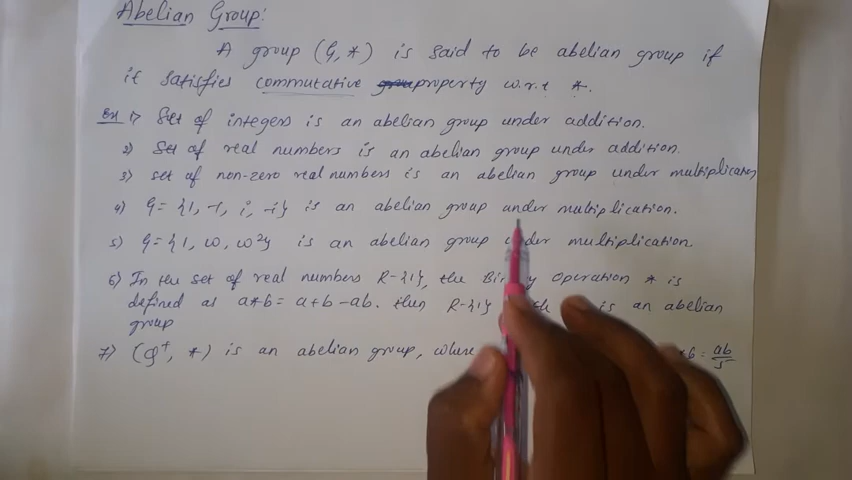 Abelian Group:
A group (G, *) is said to be abelian group if
it satisfies commutative property w.r.t *.
Ex 1) Set of integers is an abelian group under addition.
2) Set of real numbers is an abelian group under addition.
3) Set of non-zero real numbers is an abelian group under multiplication
4) G = {1, -1, i, -i} is an abelian group under multiplication.
5) G = {1, ω, ω²} is an abelian group under multiplication.
6) In the set of real numbers R-{1}, the Binary Operation * is
defined as a*b = a+b-ab. then R-{1} is an abelian
group
7) (Q⁺, *) is an abelian group, where *b = ab/5